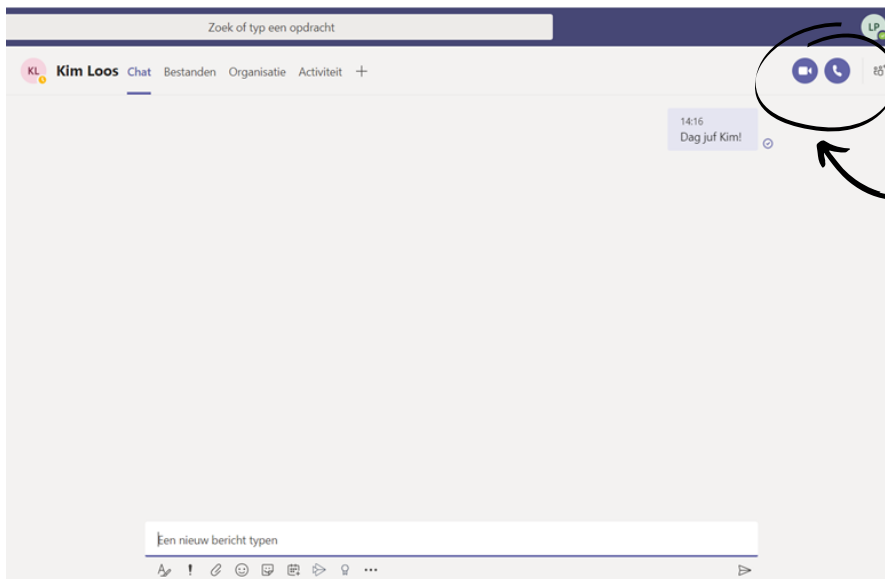 Zoek of typ een opdracht
LP
KL Kim Loos Chat Bestanden Organisatie Activiteit
14:16
Dag juf Kim!
Een nieuw bericht typen